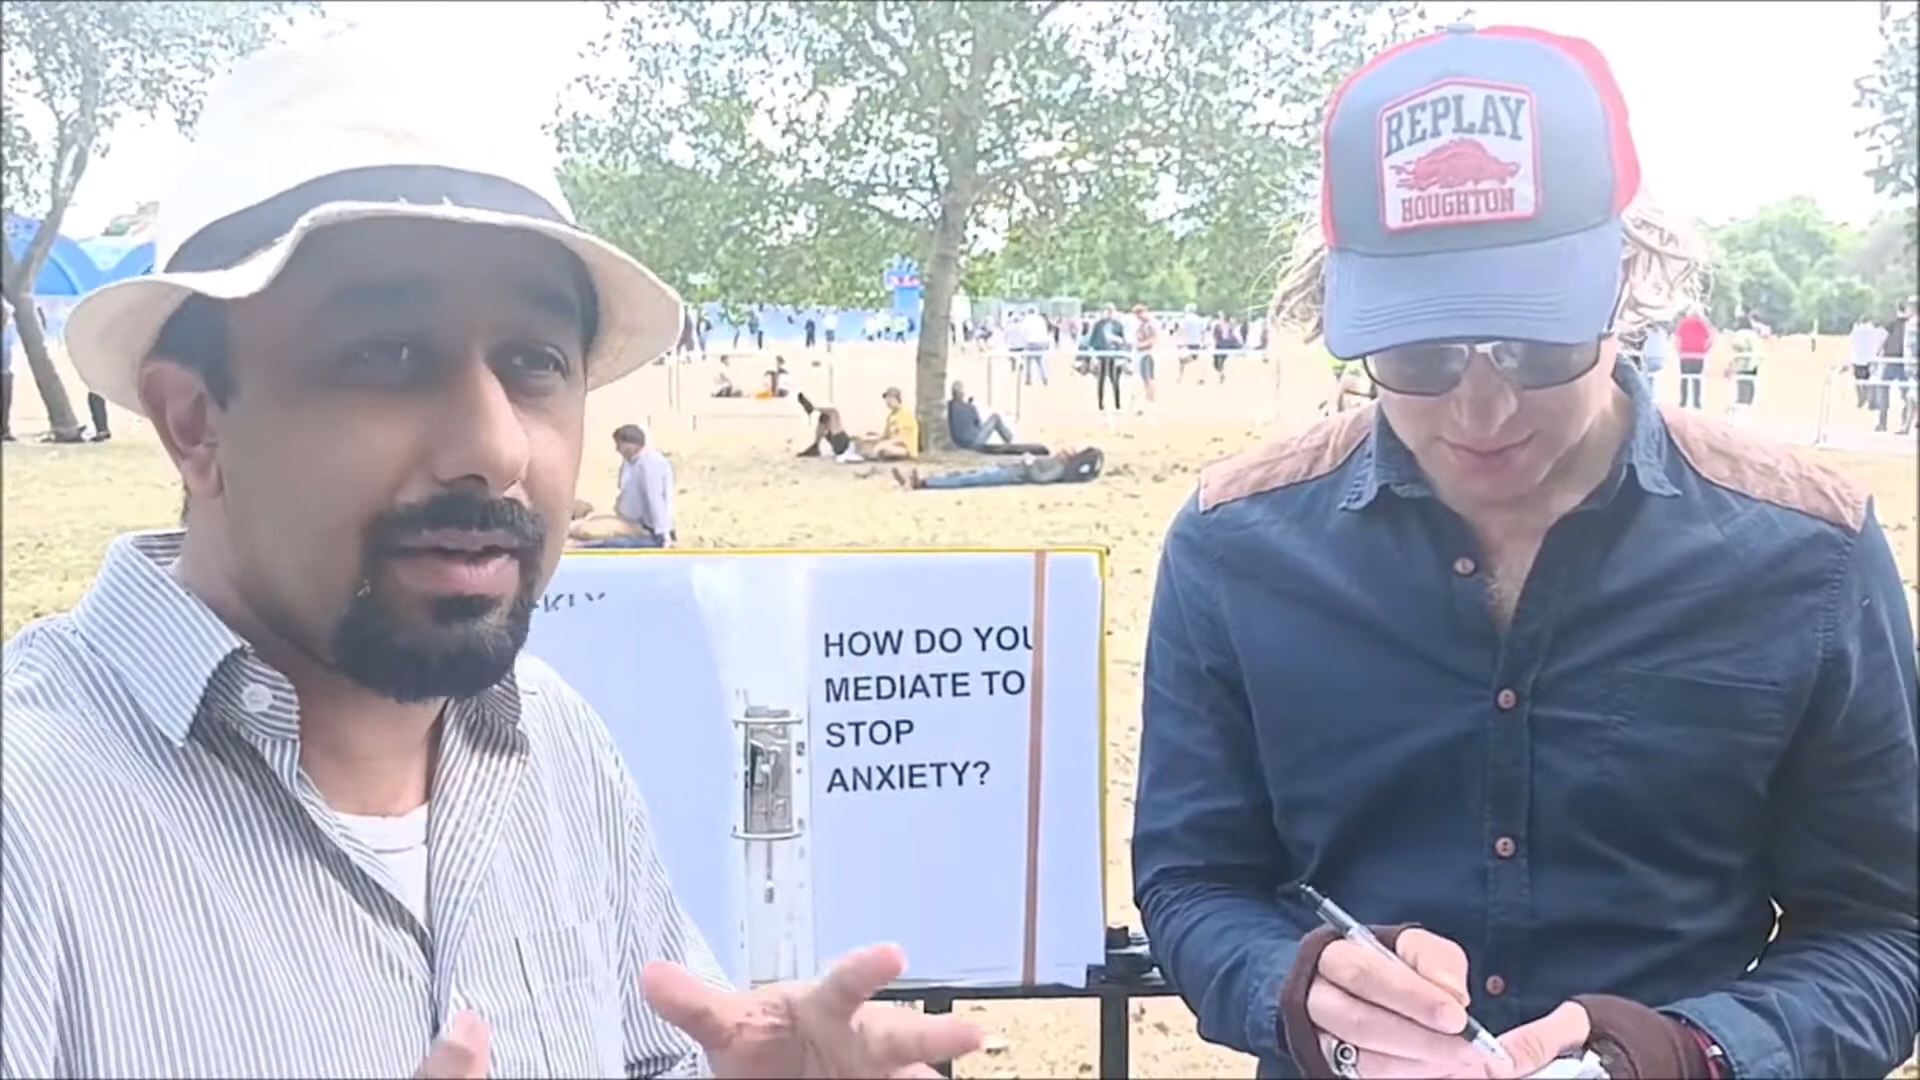 REPLAY
HOUGHTON
HOW DO YOU
MEDIATE TO
STOP
ANXIETY?